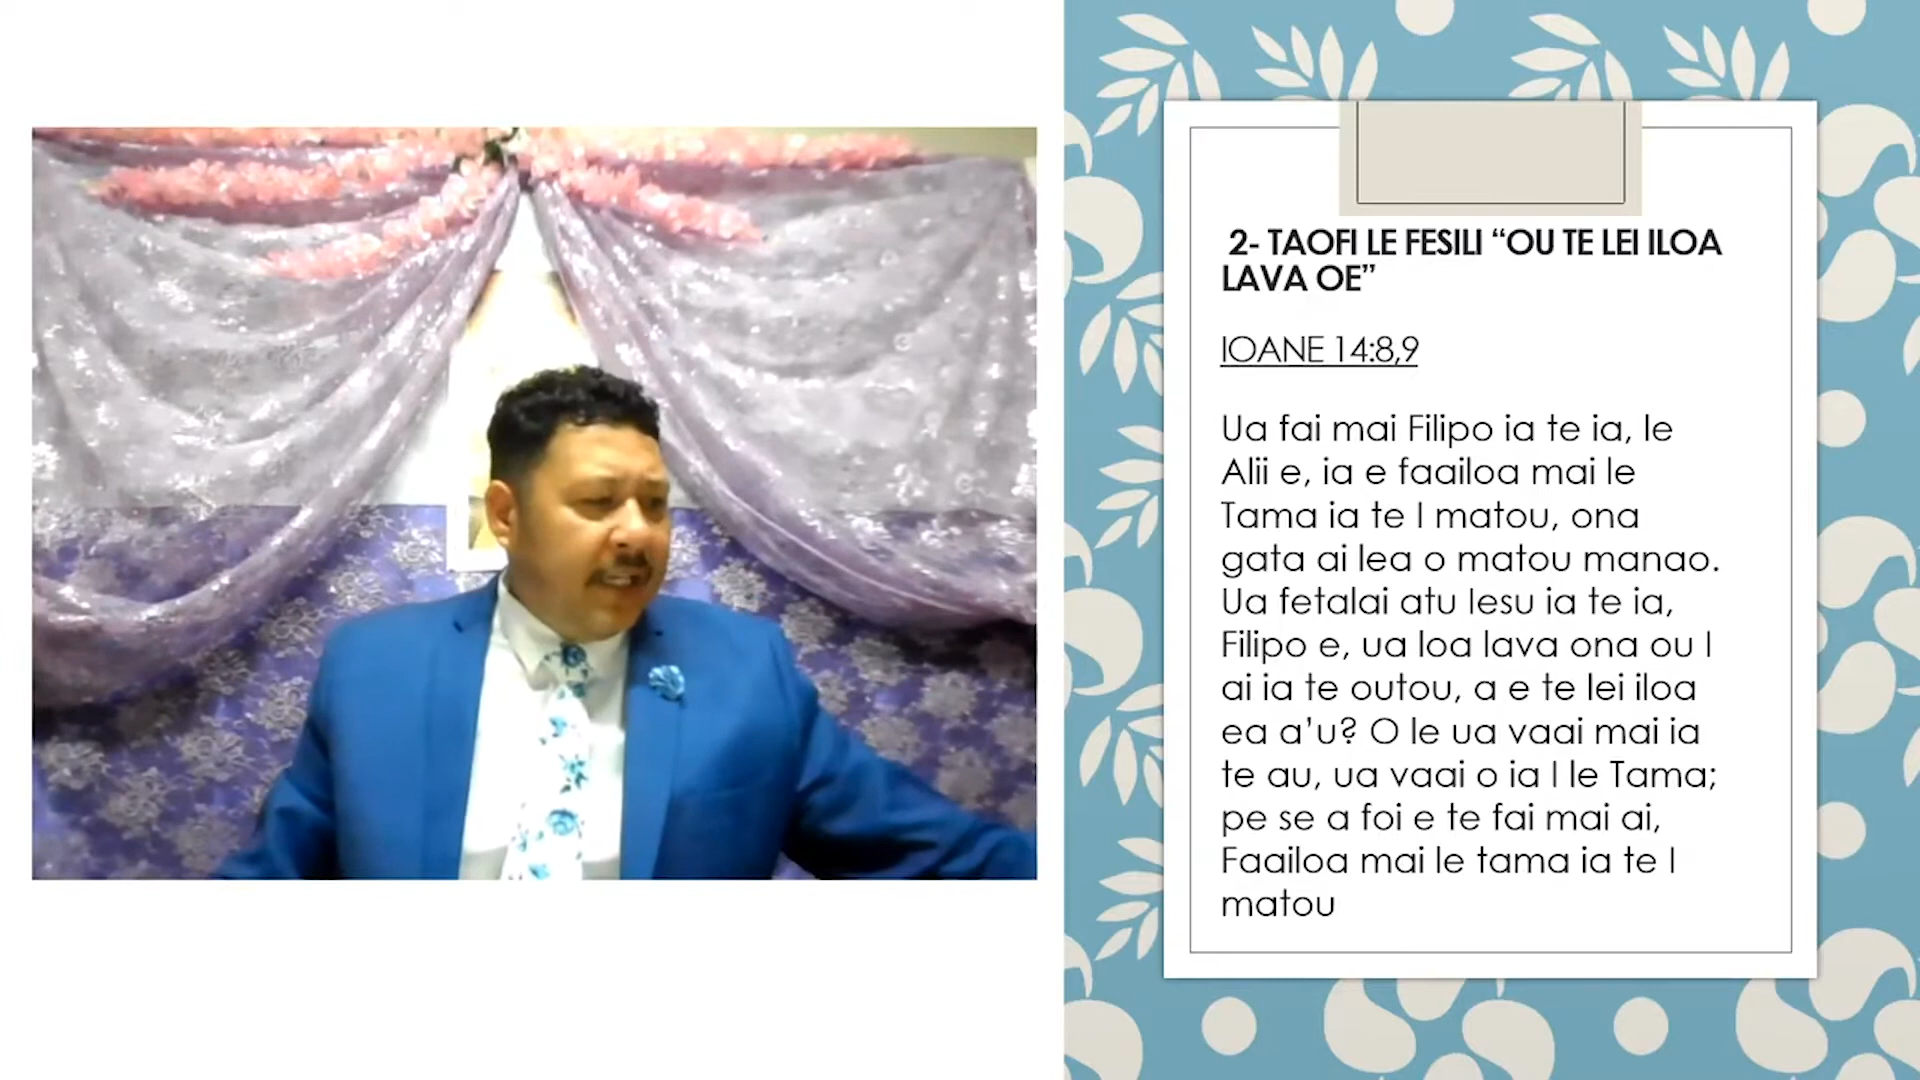 2- TAOFI LE FESILI “OU TE LEI ILOA
LAVA OE”
IOANE 14:8,9
Ua fai mai Filipo ia te ia, le
Alii e, ia e faailoa mai le
Tama ia te I matou, ona
gata ai lea o matou manao.
Ua fetalai atu Iesu ia te ia,
Filipo e, ua loa lava ona ou I
ai ia te outou, a e te lei iloa
ea a’u? O le ua vaai mai ia
te au, ua vaai o ia I le Tama;
pe se a foi e te fai mai ai,
Faailoa mai le tama ia te I
matou